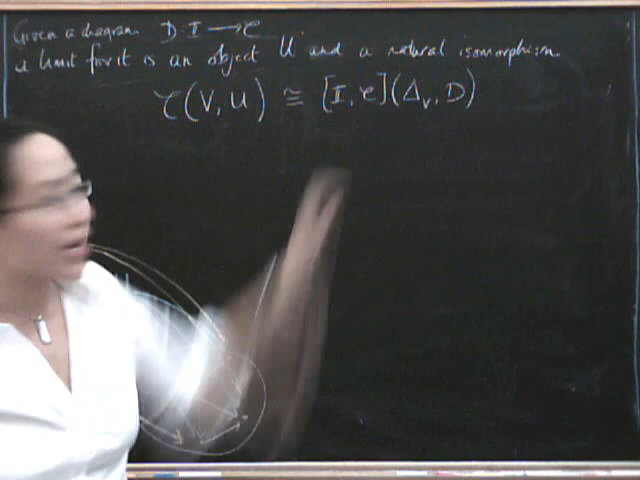 Given a diagram D: I → 𝒞
a limit for it is an object U and a natural isomorphism
𝒞(V, U) ≅ [I, 𝒞](Δ_V, D)